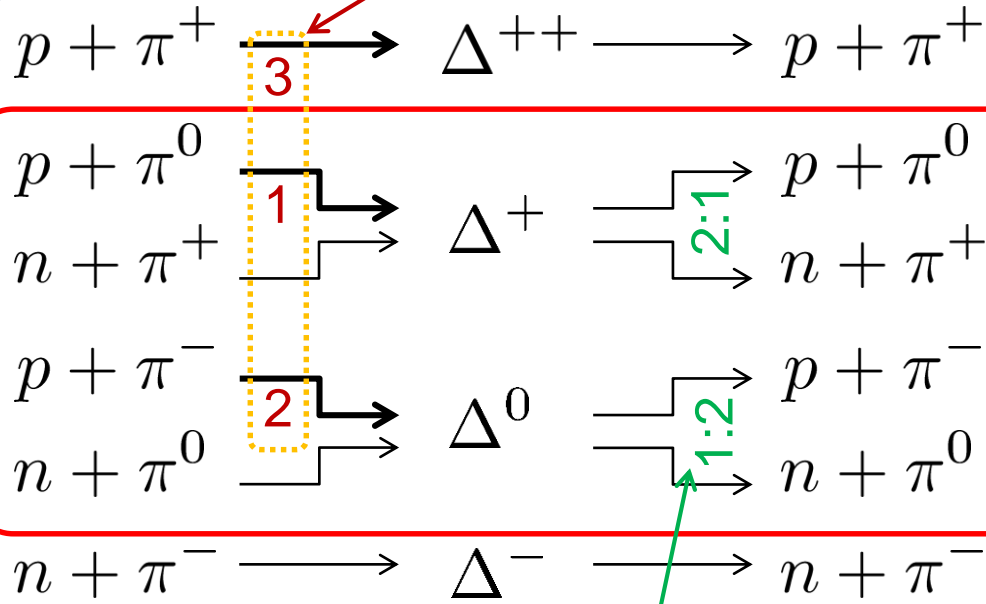 p + π⁺ 3 Δ⁺⁺ p + π⁺
p + π⁰ 1 p + π⁰
Δ⁺ 2:1
n + π⁺ n + π⁺
p + π⁻ 2 p + π⁻
Δ⁰ 1:2
n + π⁰ n + π⁰
n + π⁻ Δ⁻ n + π⁻